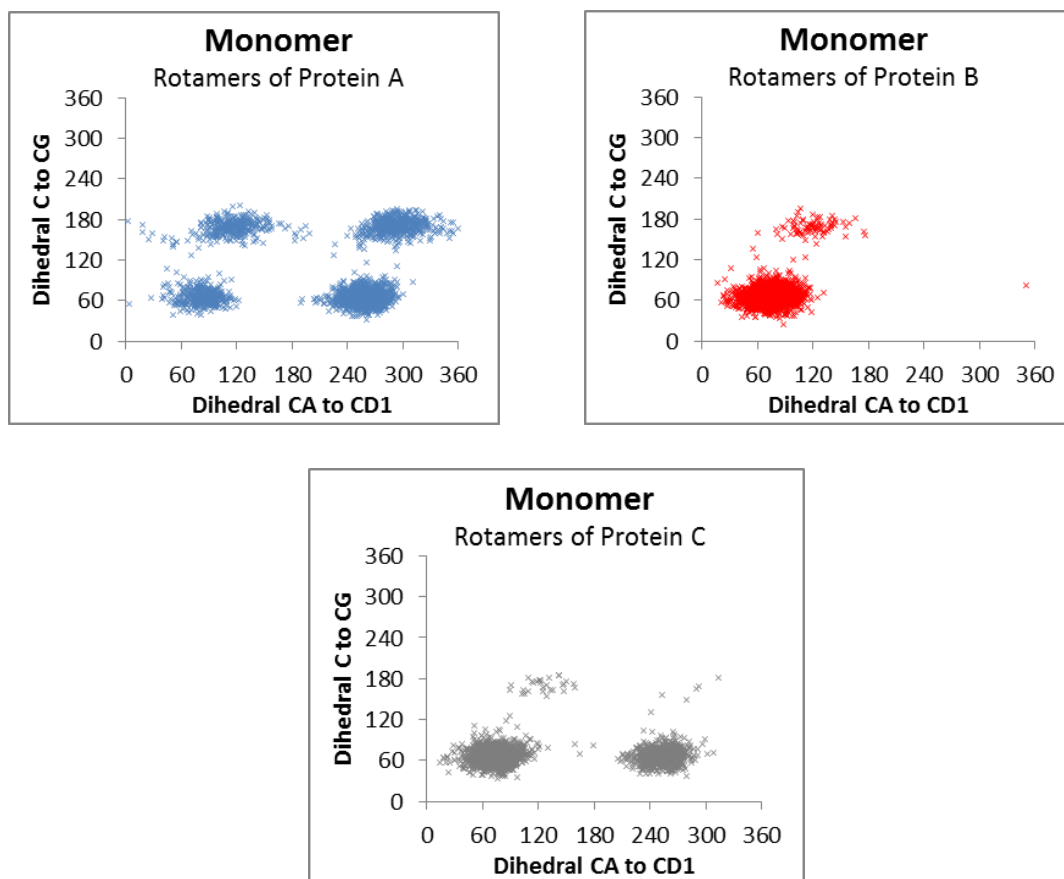 Monomer
Rotamers of Protein A
360
300
240
180
120
60
0
Dihedral C to CG
0 60 120 180 240 300 360
Dihedral CA to CD1
Monomer
Rotamers of Protein B
360
300
240
180
120
60
0
Dihedral C to CG
0 60 120 180 240 300 360
Dihedral CA to CD1
Monomer
Rotamers of Protein C
360
300
240
180
120
60
0
Dihedral C to CG
0 60 120 180 240 300 360
Dihedral CA to CD1